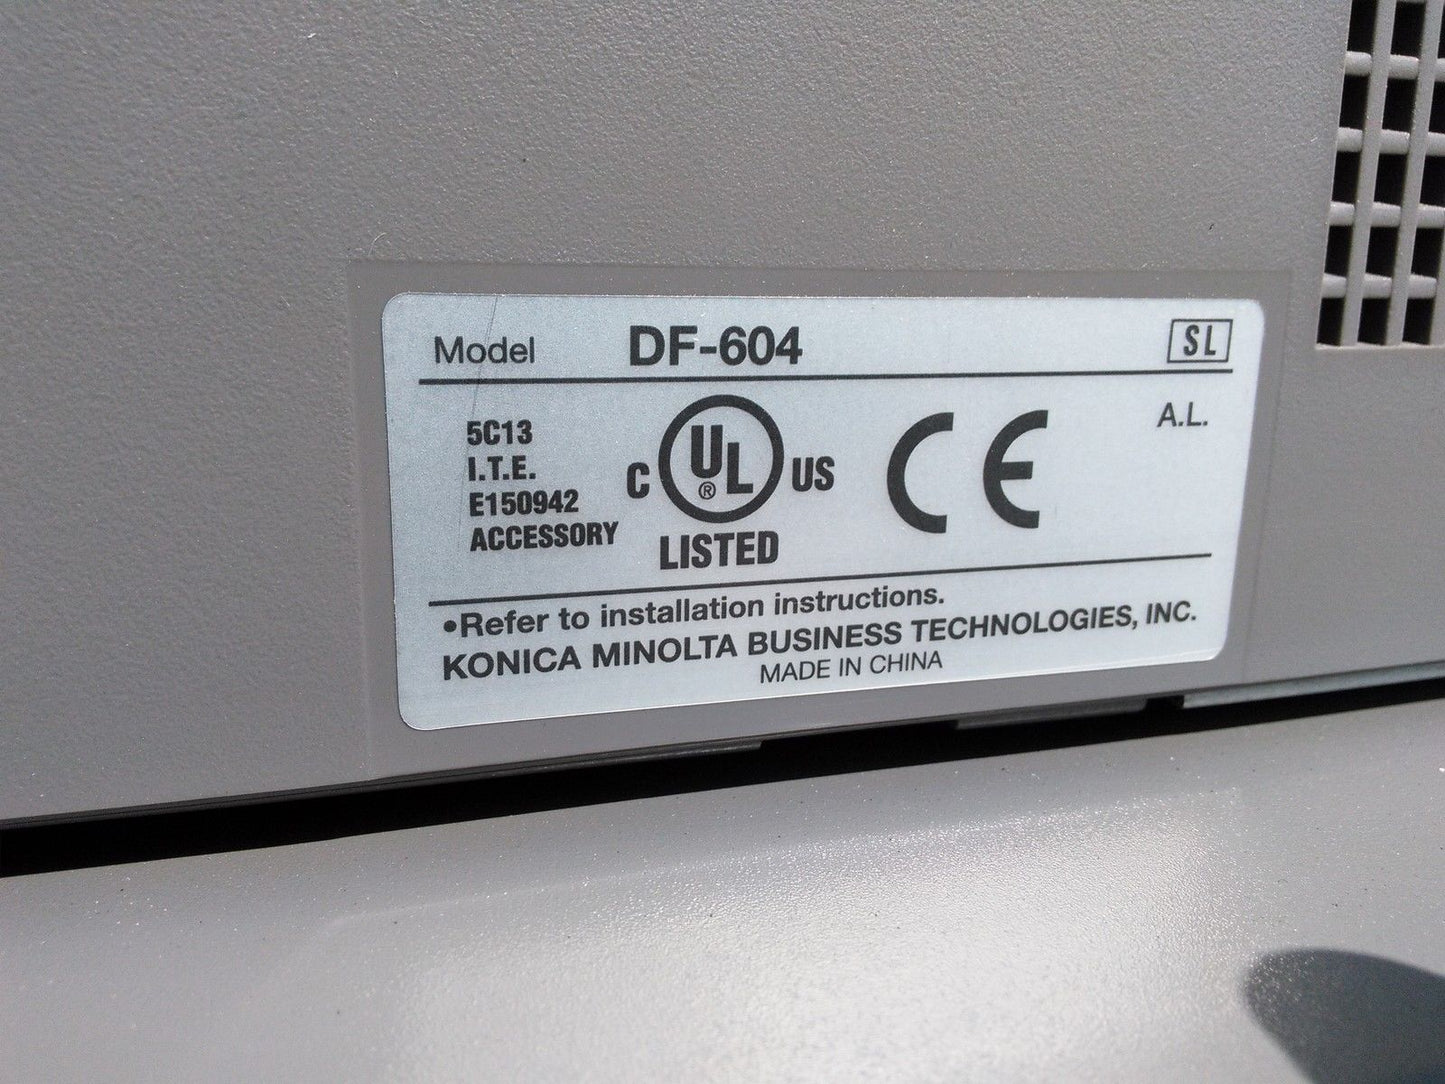 Model DF-604 SL
A.L.
5C13
I.T.E.
E150942
ACCESSORY
C UL ® US
LISTED
CE
•Refer to installation instructions.
KONICA MINOLTA BUSINESS TECHNOLOGIES, INC.
MADE IN CHINA